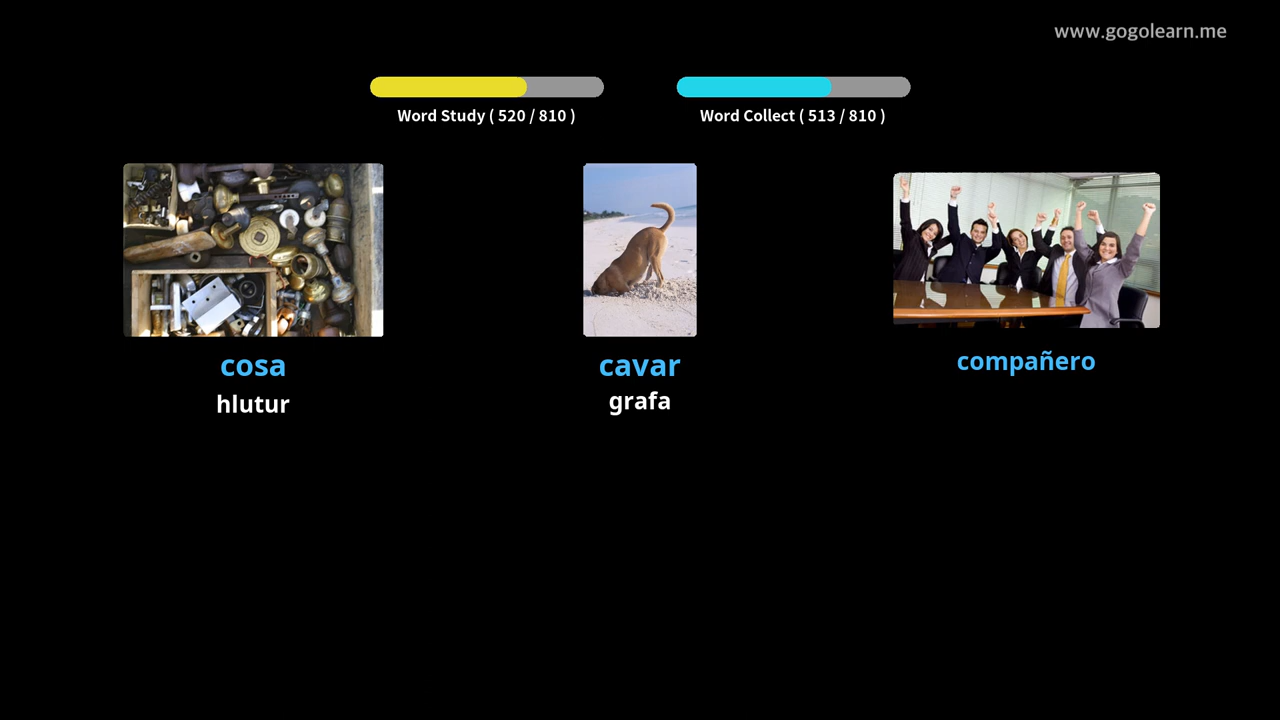 www.gogolearn.me
Word Study ( 520 / 810 )
Word Collect ( 513 / 810 )
cosa
hlutur
cavar
grafa
compañero